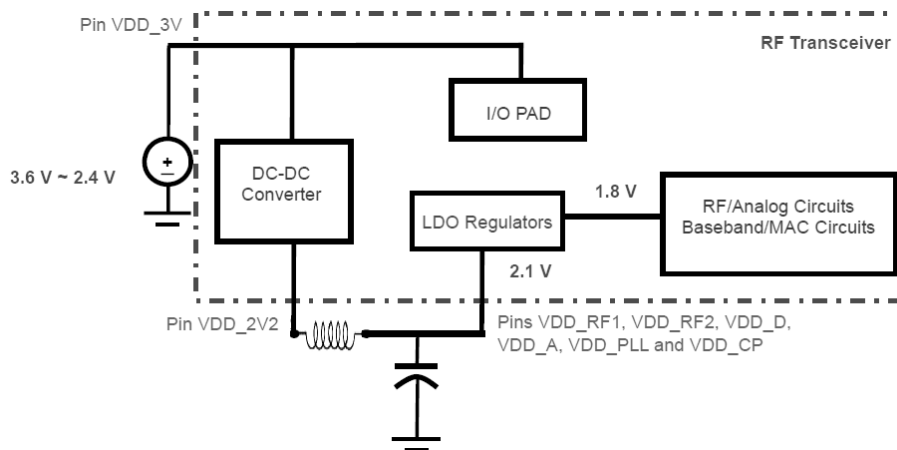 Pin VDD_3V
RF Transceiver
I/O PAD
3.6 V ~ 2.4 V
+
DC-DC
Converter
LDO Regulators
1.8 V
RF/Analog Circuits
Baseband/MAC Circuits
2.1 V
Pin VDD_2V2
Pins VDD_RF1, VDD_RF2, VDD_D,
VDD_A, VDD_PLL and VDD_CP